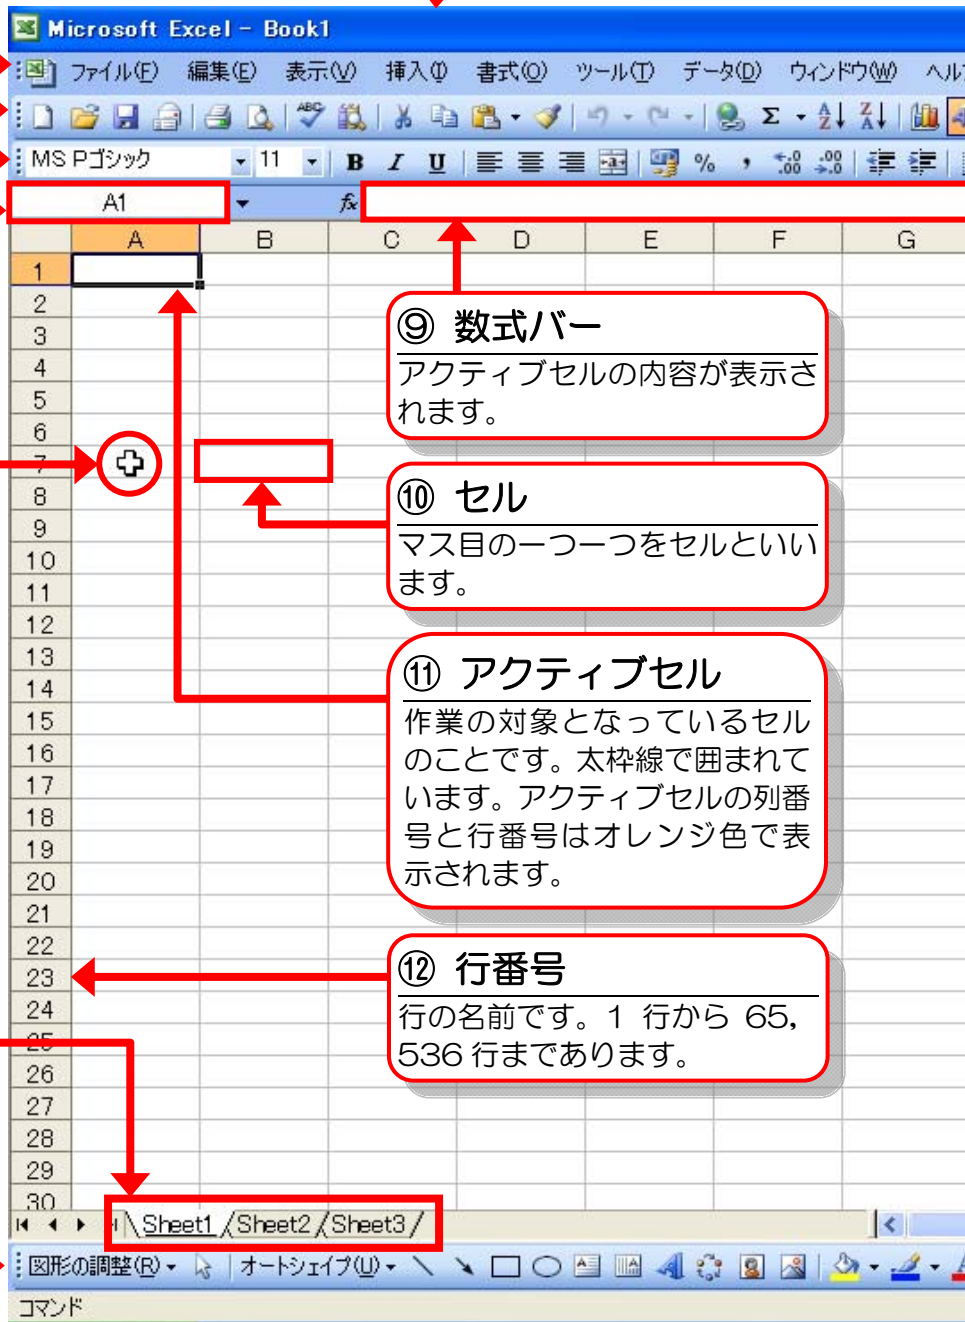 Microsoft Excel - Book1
ファイル(F) 編集(E) 表示(V) 挿入(I) 書式(O) ツール(T) データ(D) ウィンドウ(W) ヘル
MS Pゴシック 11 B I U
A1 fx
A B C D E F G
1
2
3
4
5
6
7
8
9
10
11
12
13
14
15
16
17
18
19
20
21
22
23
24
25
26
27
28
29
30
⑨ 数式バー
アクティブセルの内容が表示さ
れます。
⑩ セル
マス目の一つ一つをセルといい
ます。
⑪ アクティブセル
作業の対象となっているセル
のことです。太枠線で囲まれて
います。アクティブセルの列番
号と行番号はオレンジ色で表
示されます。
⑫ 行番号
行の名前です。1 行から 65,
536 行まであります。
Sheet1 Sheet2 Sheet3
図形の調整(R) オートシェイプ(U)
コマンド